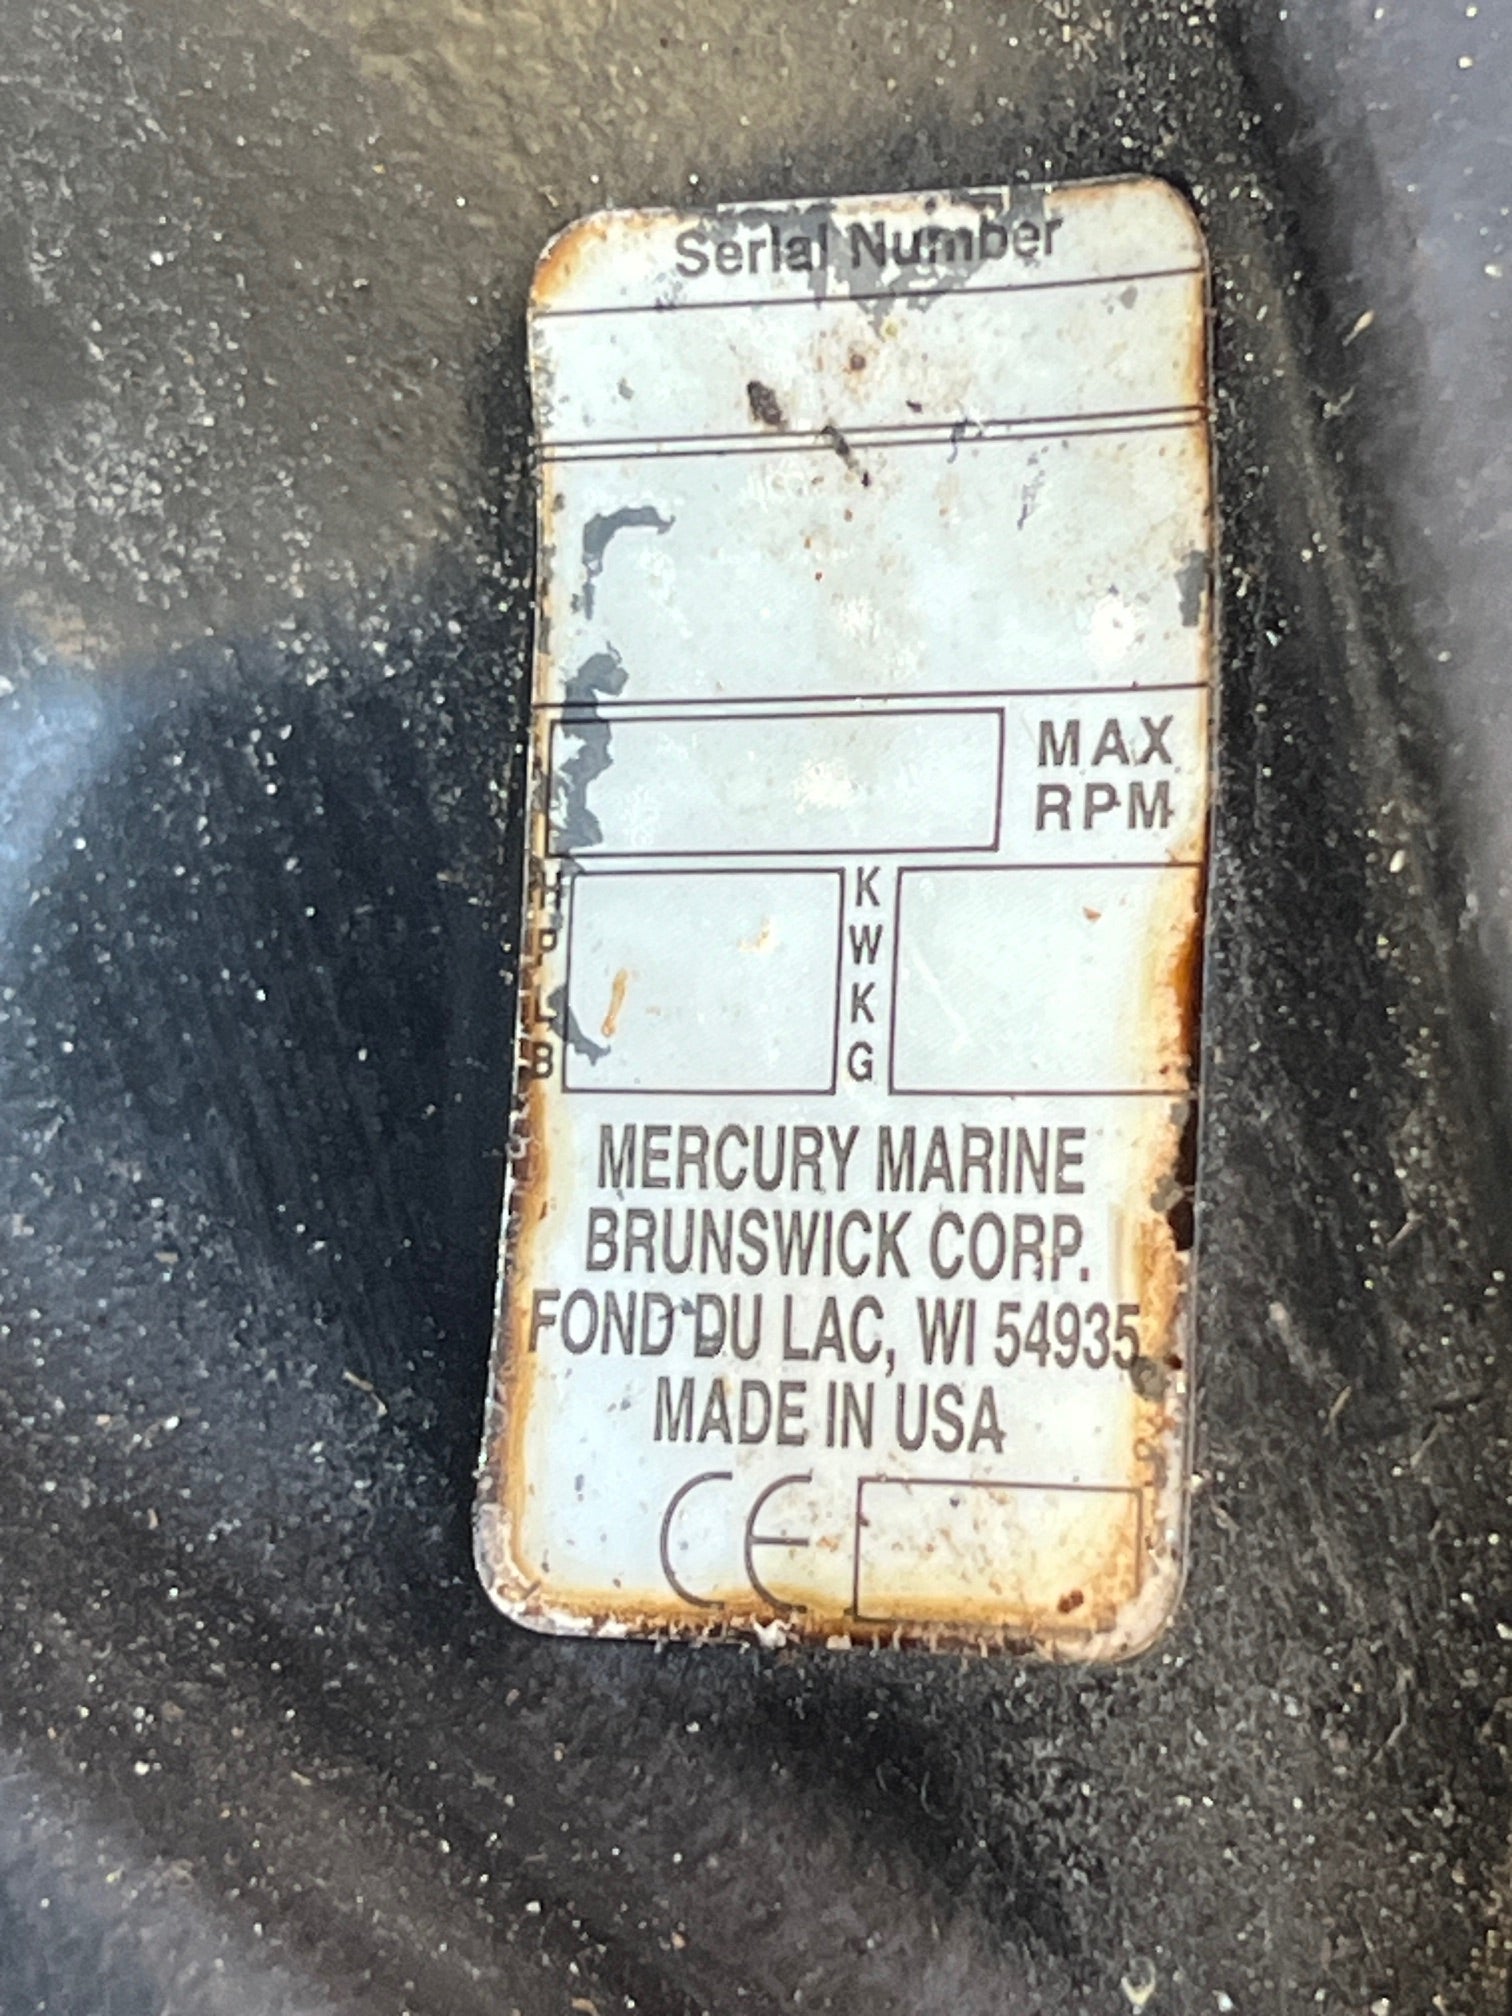 Serial Number
MAX
RPM
H
P
L
B
K
W
K
G
MERCURY MARINE
BRUNSWICK CORP.
FOND DU LAC, WI 54935
MADE IN USA
CE